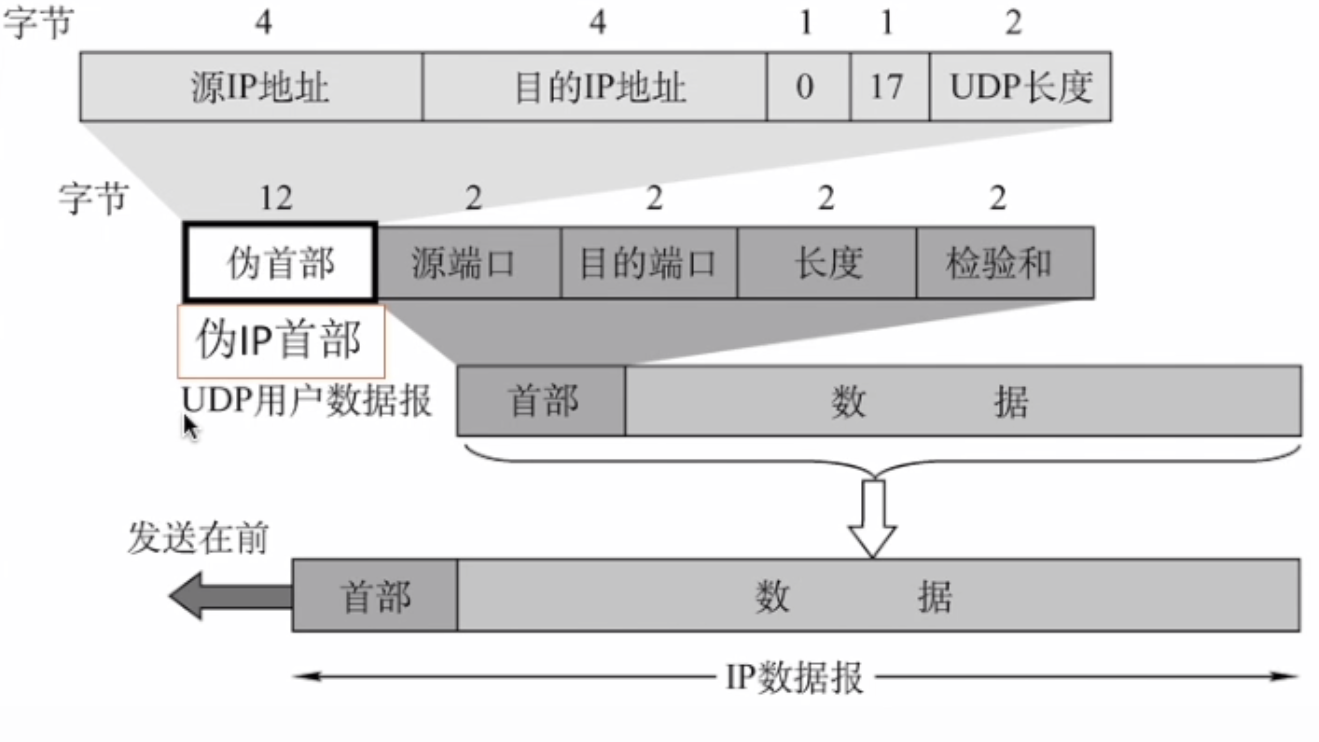 字节 4 4 1 1 2
源IP地址 目的IP地址 0 17 UDP长度
字节 12 2 2 2 2
伪首部 源端口 目的端口 长度 检验和
伪IP首部
UDP用户数据报 首部 数 据
发送在前
首部 数 据
IP数据报